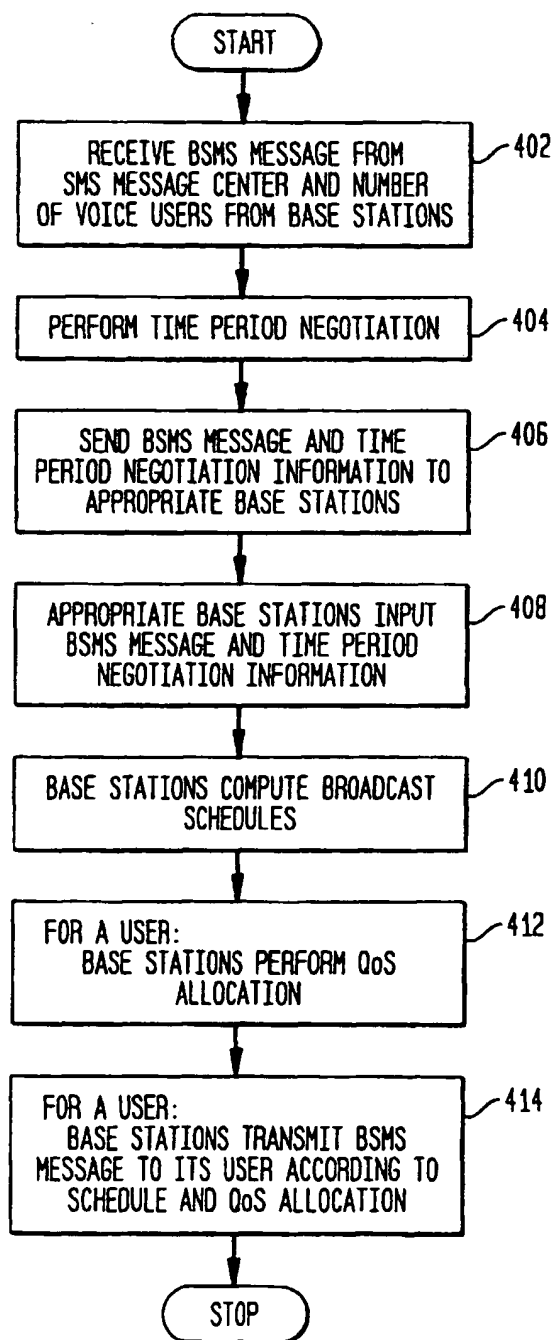 START
RECEIVE BSMS MESSAGE FROM
SMS MESSAGE CENTER AND NUMBER
OF VOICE USERS FROM BASE STATIONS
402
PERFORM TIME PERIOD NEGOTIATION
404
SEND BSMS MESSAGE AND TIME
PERIOD NEGOTIATION INFORMATION TO
APPROPRIATE BASE STATIONS
406
APPROPRIATE BASE STATIONS INPUT
BSMS MESSAGE AND TIME PERIOD
NEGOTIATION INFORMATION
408
BASE STATIONS COMPUTE BROADCAST
SCHEDULES
410
FOR A USER:
BASE STATIONS PERFORM QoS
ALLOCATION
412
FOR A USER:
BASE STATIONS TRANSMIT BSMS
MESSAGE TO ITS USER ACCORDING TO
SCHEDULE AND QoS ALLOCATION
414
STOP